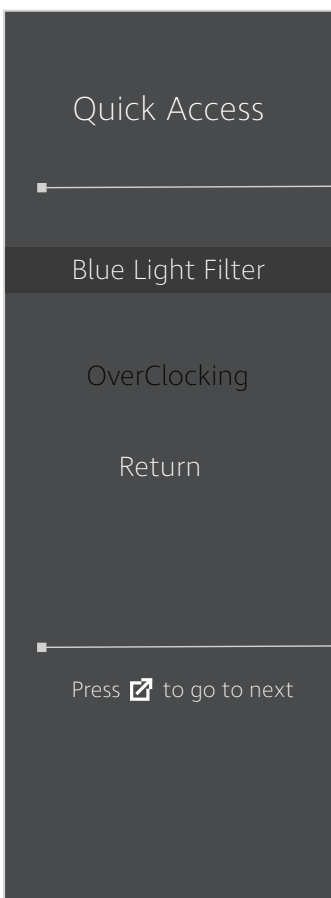 Quick Access
Blue Light Filter
OverClocking
Return
Press to go to next